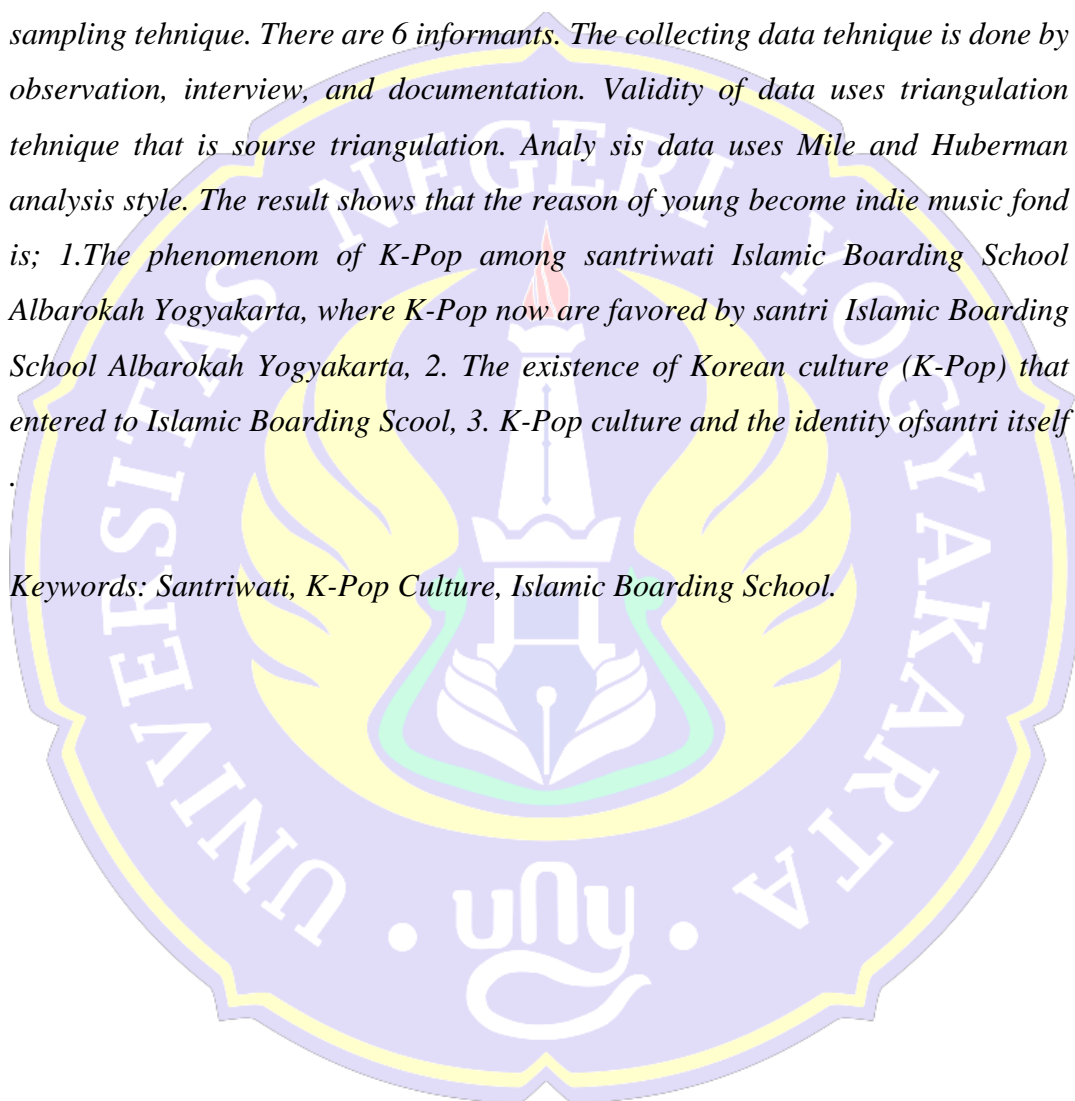 sampling tehnique. There are 6 informants. The collecting data tehnique is done by
observation, interview, and documentation. Validity of data uses triangulation
tehnique that is sourse triangulation. Analy sis data uses Mile and Huberman
analysis style. The result shows that the reason of young become indie music fond
is; 1.The phenomenom of K-Pop among santriwati Islamic Boarding School
Albarokah Yogyakarta, where K-Pop now are favored by santri Islamic Boarding
School Albarokah Yogyakarta, 2. The existence of Korean culture (K-Pop) that
entered to Islamic Boarding Scool, 3. K-Pop culture and the identity ofsantri itself
.
Keywords: Santriwati, K-Pop Culture, Islamic Boarding School.
UNIVERSITAS NEGERI YOGYAKARTA
uny